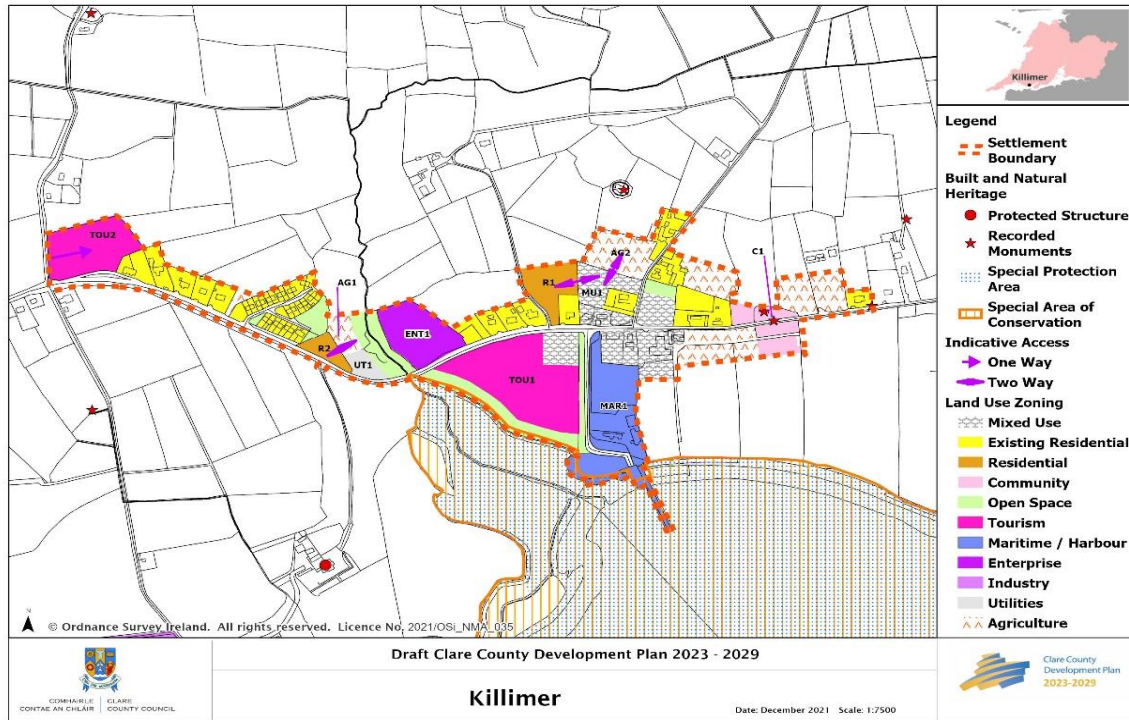 TOU2
AG1
R2
UT1
ENT1
TOU1
R1
MU1
AG2
C1
MAR1
N
© Ordnance Survey Ireland. All rights reserved. Licence No. 2021/OSi_NMA_035
Killimer
Legend
Settlement
Boundary
Built and Natural
Heritage
Protected Structure
Recorded
Monuments
Special Protection
Area
Special Area of
Conservation
Indicative Access
One Way
Two Way
Land Use Zoning
Mixed Use
Existing Residential
Residential
Community
Open Space
Tourism
Maritime / Harbour
Enterprise
Industry
Utilities
Agriculture
COMHAIRLE
CONTAE AN CHLÁIR
CLARE
COUNTY COUNCIL
Draft Clare County Development Plan 2023 - 2029
Killimer
Date: December 2021 Scale: 1:7500
Clare County
Development Plan
2023-2029